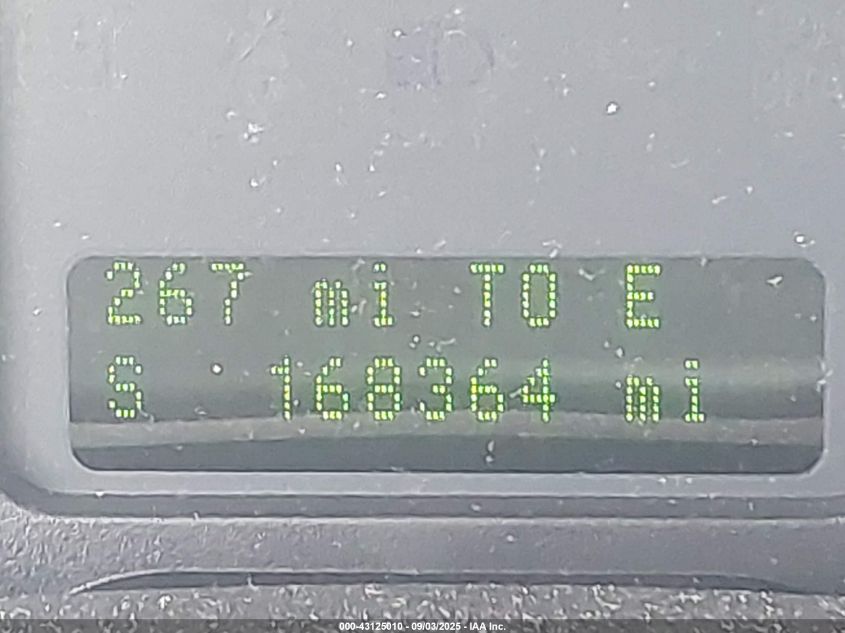 267 mi TO E
S 168364 mi
000-43125010 - 09/03/2025 - IAA Inc.